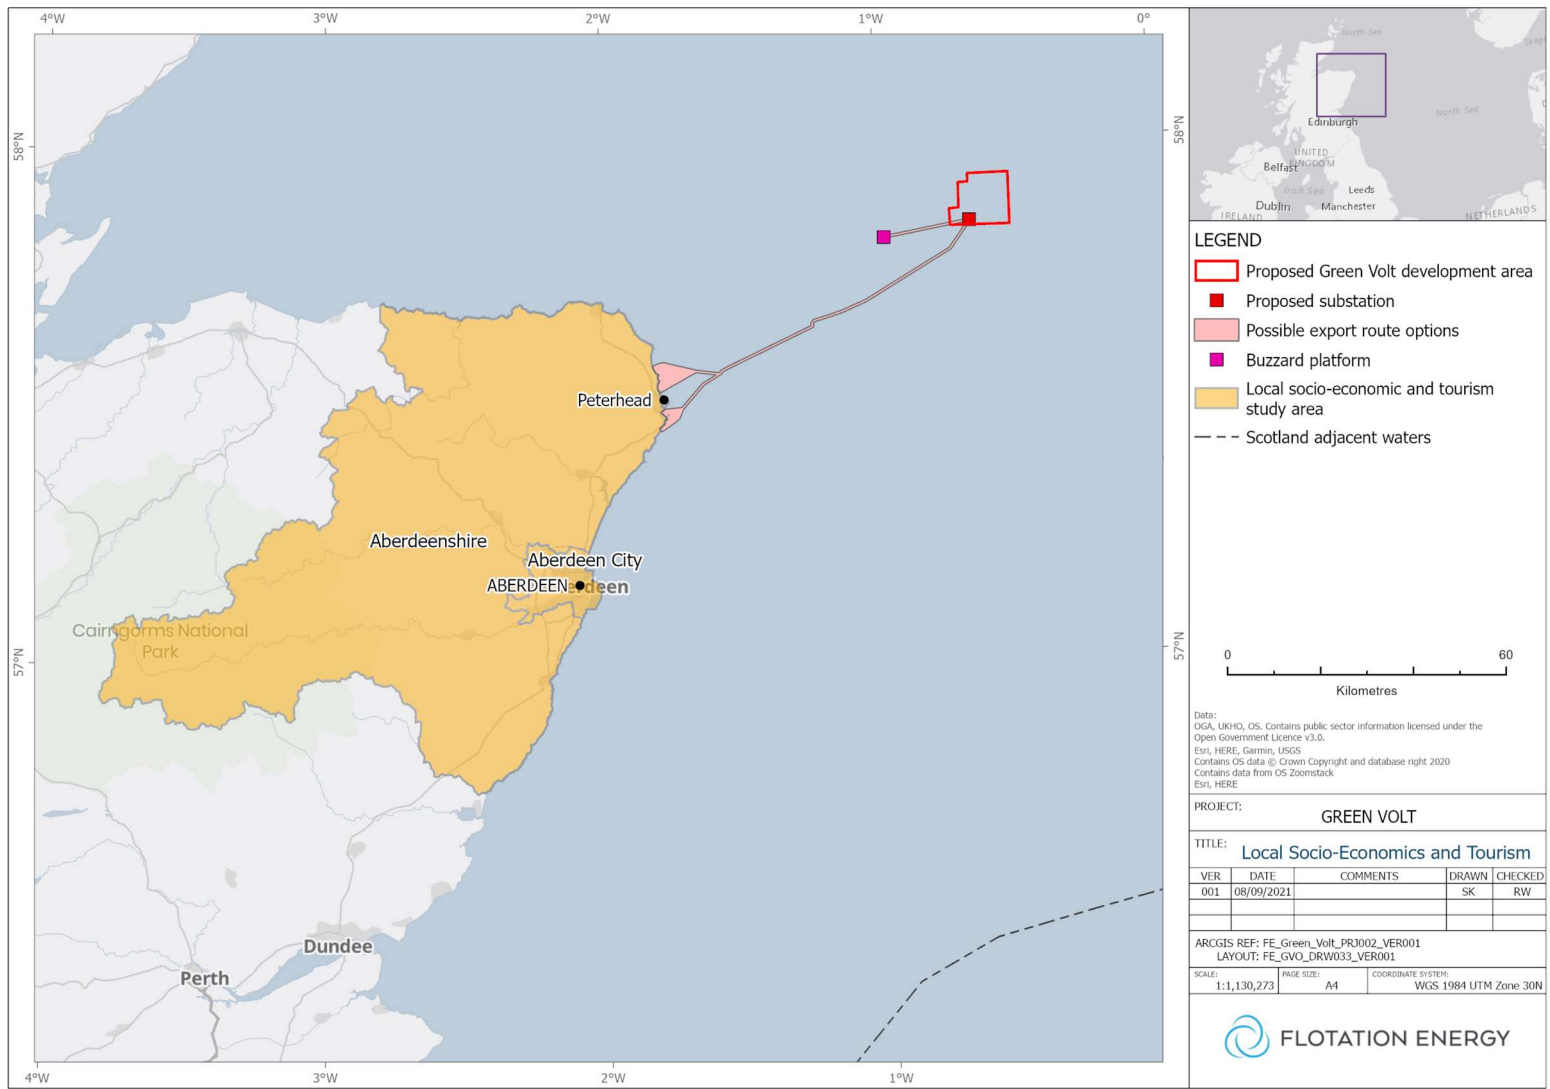 4°W
3°W
2°W
1°W
0°
58°N
58°N
57°N
57°N
4°W
3°W
2°W
1°W
Peterhead
Aberdeenshire
Aberdeen City
ABERDEEN
erdeen
Cairngorms National
Park
Dundee
Perth
North Sea
North Sea
Edinburgh
UNITED
KINGDOM
Belfast
Irish Sea
Leeds
Dublin
Manchester
IRELAND
NETHERLANDS
LEGEND
Proposed Green Volt development area
Proposed substation
Possible export route options
Buzzard platform
Local socio-economic and tourism
study area
Scotland adjacent waters
0 60
Kilometres
Data:
OGA, UKHO, OS. Contains public sector information licensed under the
Open Government Licence v3.0.
Esri, HERE, Garmin, USGS
Contains OS data © Crown Copyright and database right 2020
Contains data from OS Zoomstack
Esri, HERE
PROJECT:
GREEN VOLT
TITLE:
Local Socio-Economics and Tourism
VER DATE COMMENTS DRAWN CHECKED
001 08/09/2021 SK RW
ARCGIS REF: FE_Green_Volt_PRJ002_VER001
LAYOUT: FE_GVO_DRW033_VER001
SCALE: PAGE SIZE: COORDINATE SYSTEM:
1:1,130,273 A4 WGS 1984 UTM Zone 30N
FLOTATION ENERGY